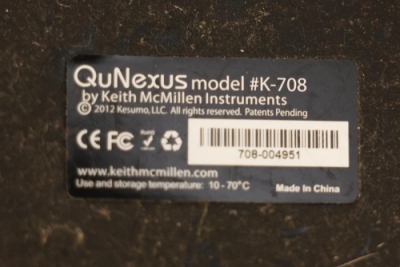 QuNexus model #K-708
by Keith McMillen Instruments
© 2012 Kesumo, LLC. All rights reserved. Patents Pending
CE FC RoHS
708-004951
www.keithmcmillen.com
Use and storage temperature: 10 - 70°C
Made In China